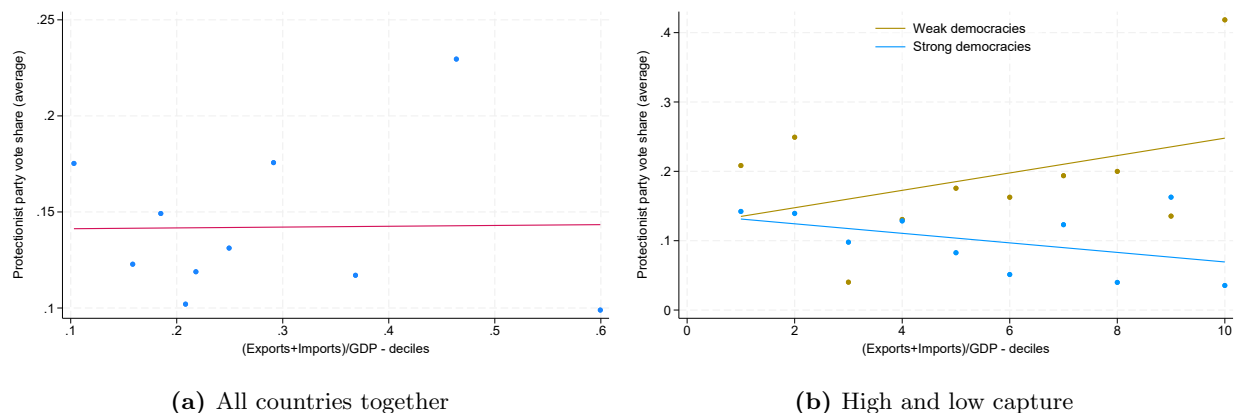 .25
.2
.15
.1
Protectionist party vote share (average)
.1 .2 .3 .4 .5 .6
(Exports+Imports)/GDP - deciles
(a) All countries together
.4
.3
.2
.1
0
Protectionist party vote share (average)
Weak democracies
Strong democracies
0 2 4 6 8 10
(Exports+Imports)/GDP - deciles
(b) High and low capture